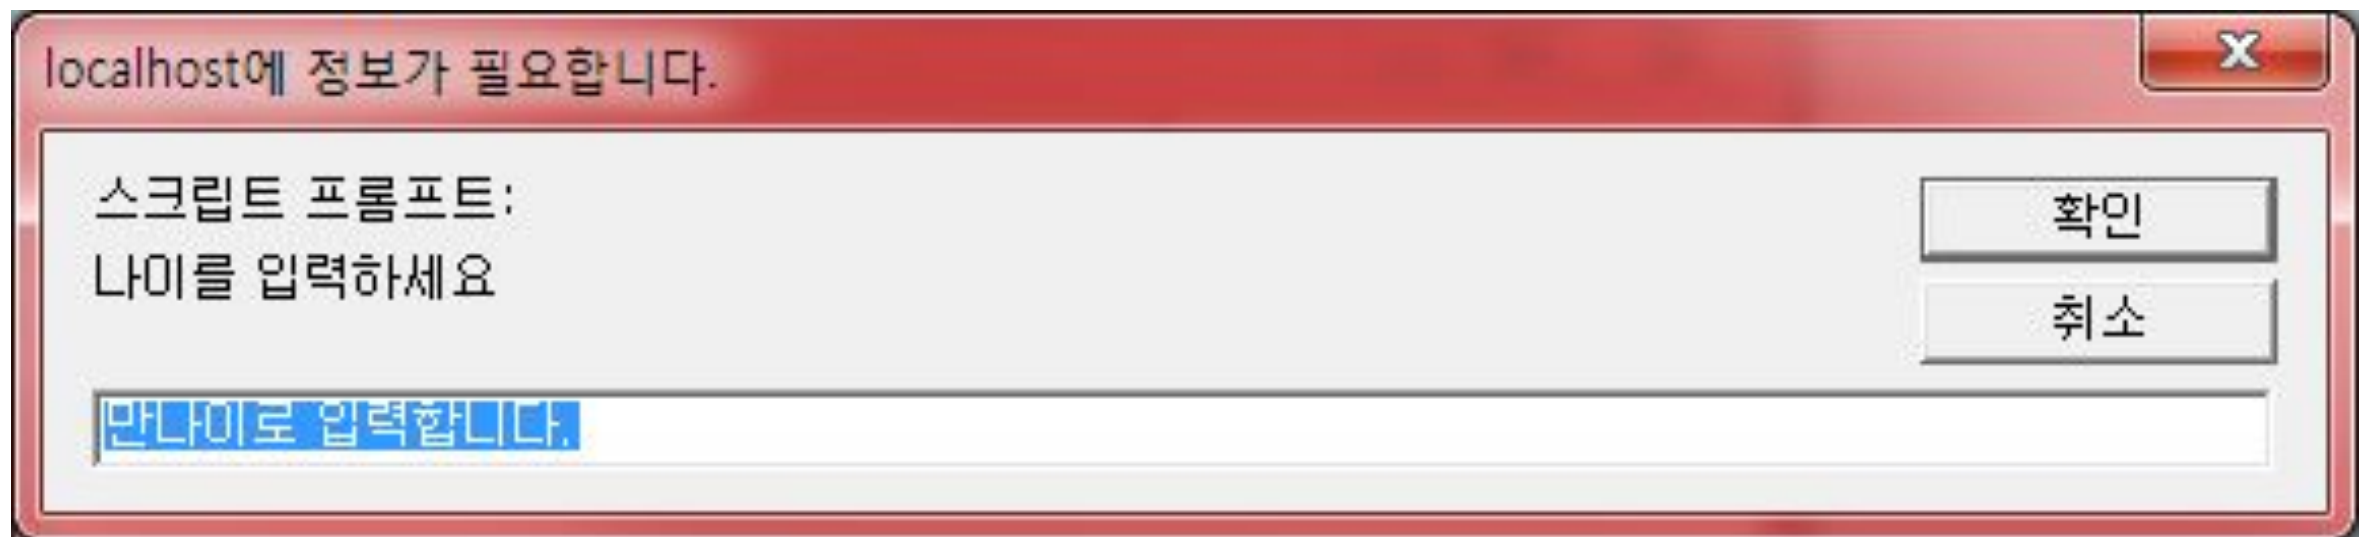 localhost에 정보가 필요합니다.
스크립트 프롬프트:
나이를 입력하세요
확인
취소
만나이로 입력합니다.